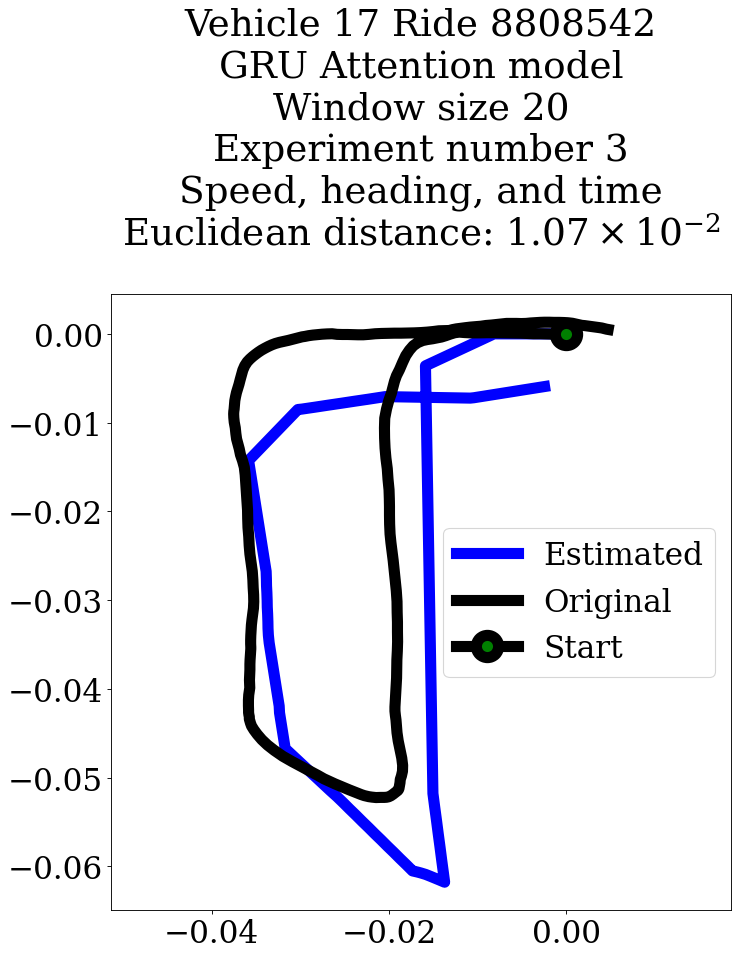 Vehicle 17 Ride 8808542
GRU Attention model
Window size 20
Experiment number 3
Speed, heading, and time
Euclidean distance: 1.07 × 10⁻²
0.00
−0.01
−0.02
−0.03
−0.04
−0.05
−0.06
Estimated
Original
Start
−0.04
−0.02
0.00